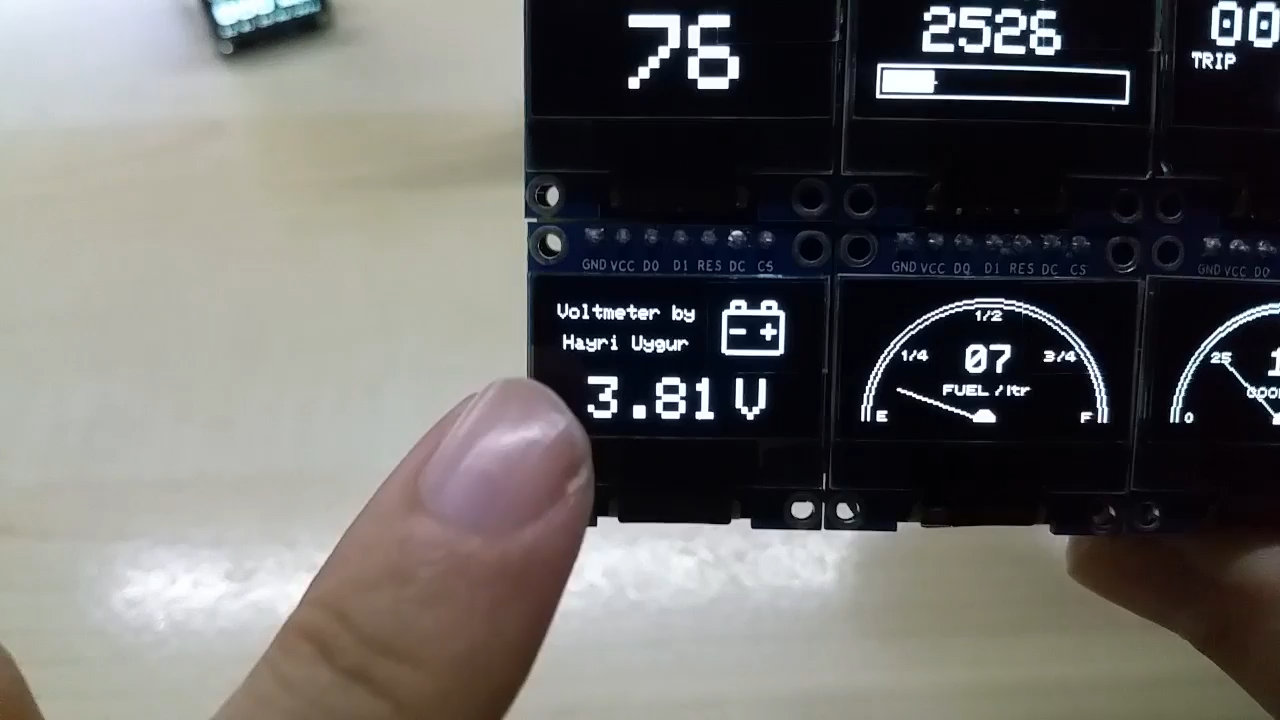 76
2526
00
TRIP
GND VCC D0 D1 RES DC CS
GND VCC D0 D1 RES DC CS
GND VCC D0
Voltmeter by
Hayri Uygur
- +
3.81 V
1/2
1/4 07 3/4
FUEL/ltr
E F
25
0